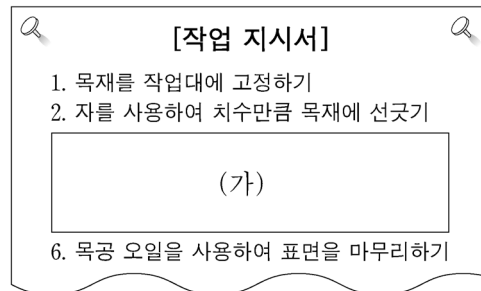 [작업 지시서]
1. 목재를 작업대에 고정하기
2. 자를 사용하여 치수만큼 목재에 선긋기
(가)
6. 목공 오일을 사용하여 표면을 마무리하기